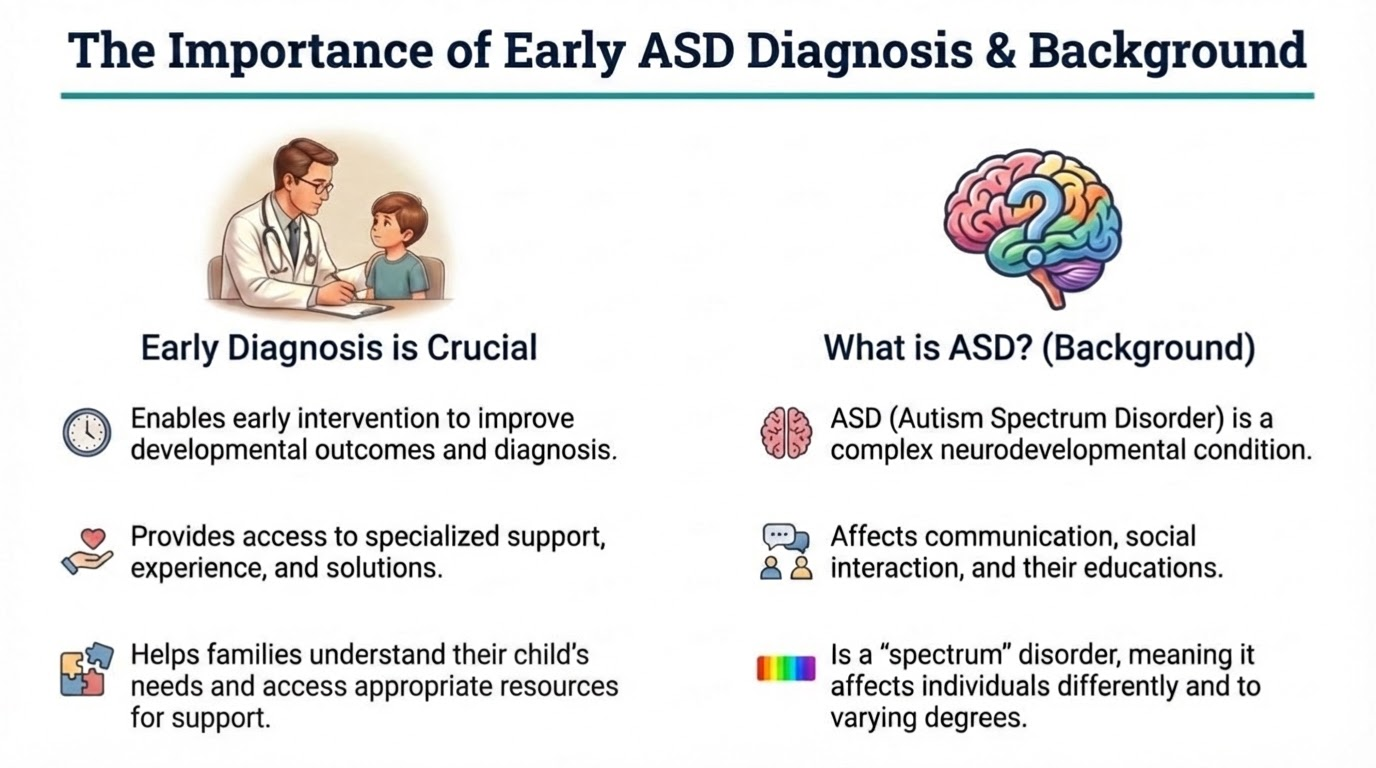 The Importance of Early ASD Diagnosis & Background
Early Diagnosis is Crucial
Enables early intervention to improve
developmental outcomes and diagnosis.
Provides access to specialized support,
experience, and solutions.
Helps families understand their child’s
needs and access appropriate resources
for support.
What is ASD? (Background)
ASD (Autism Spectrum Disorder) is a
complex neurodevelopmental condition.
Affects communication, social
interaction, and their educations.
Is a “spectrum” disorder, meaning it
affects individuals differently and to
varying degrees.